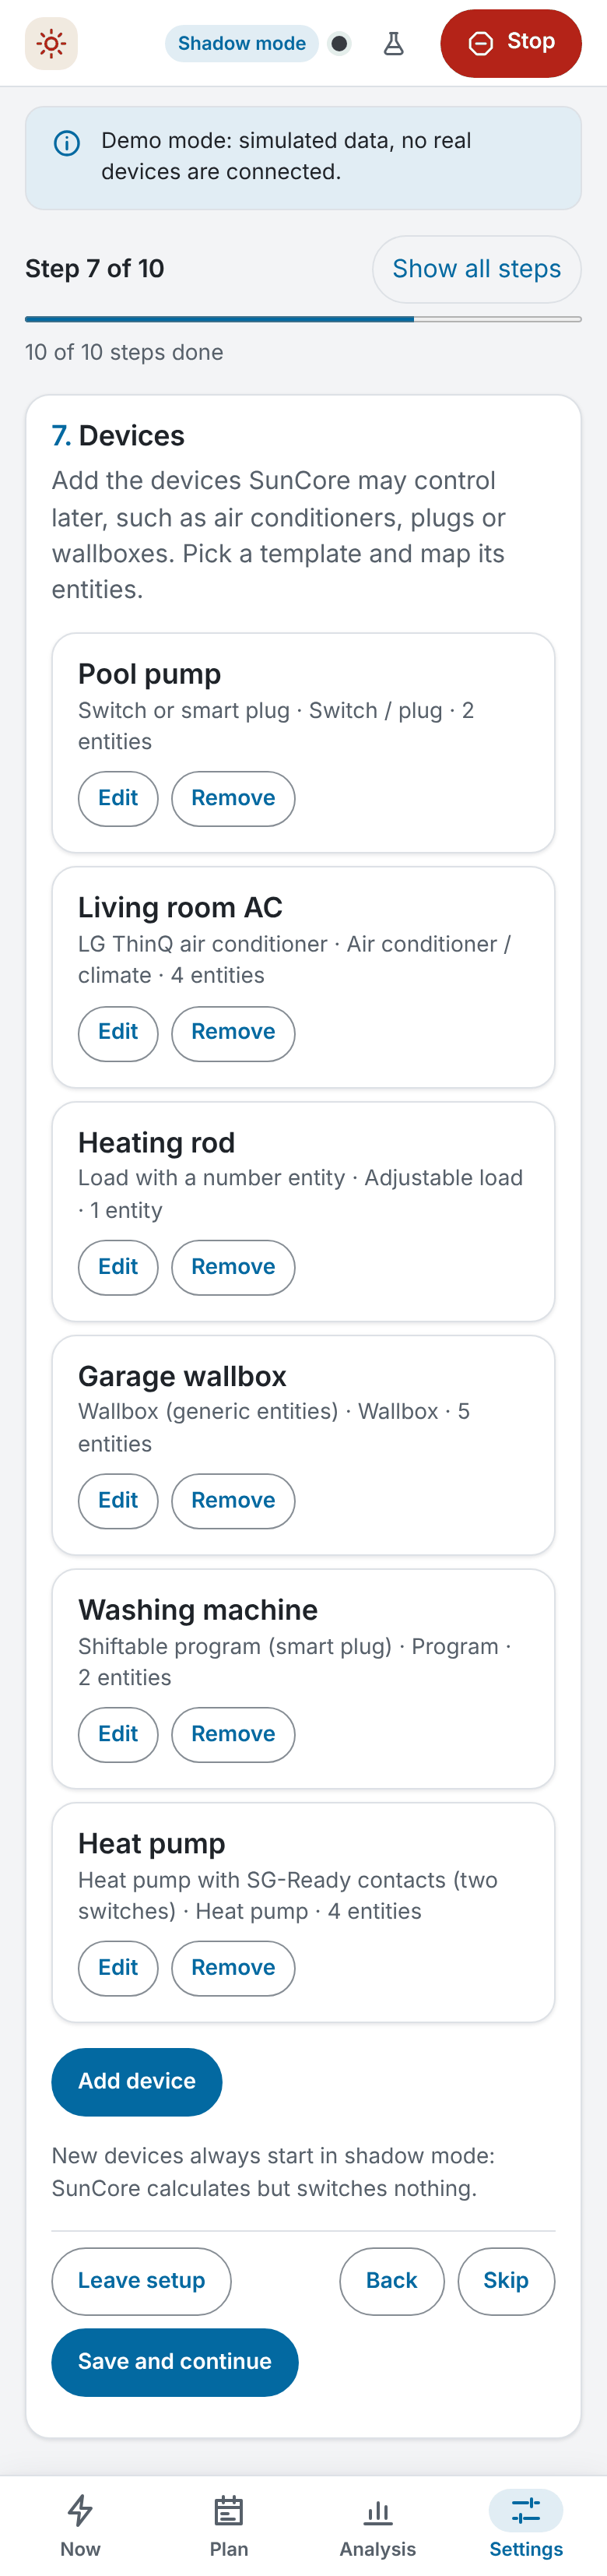 Shadow mode
Stop
Demo mode: simulated data, no real
devices are connected.
Step 7 of 10
Show all steps
10 of 10 steps done
7. Devices
Add the devices SunCore may control
later, such as air conditioners, plugs or
wallboxes. Pick a template and map its
entities.
Pool pump
Switch or smart plug · Switch / plug · 2
entities
Edit
Remove
Living room AC
LG ThinQ air conditioner · Air conditioner /
climate · 4 entities
Edit
Remove
Heating rod
Load with a number entity · Adjustable load
· 1 entity
Edit
Remove
Garage wallbox
Wallbox (generic entities) · Wallbox · 5
entities
Edit
Remove
Washing machine
Shiftable program (smart plug) · Program ·
2 entities
Edit
Remove
Heat pump
Heat pump with SG-Ready contacts (two
switches) · Heat pump · 4 entities
Edit
Remove
Add device
New devices always start in shadow mode:
SunCore calculates but switches nothing.
Leave setup
Back
Skip
Save and continue
Now
Plan
Analysis
Settings